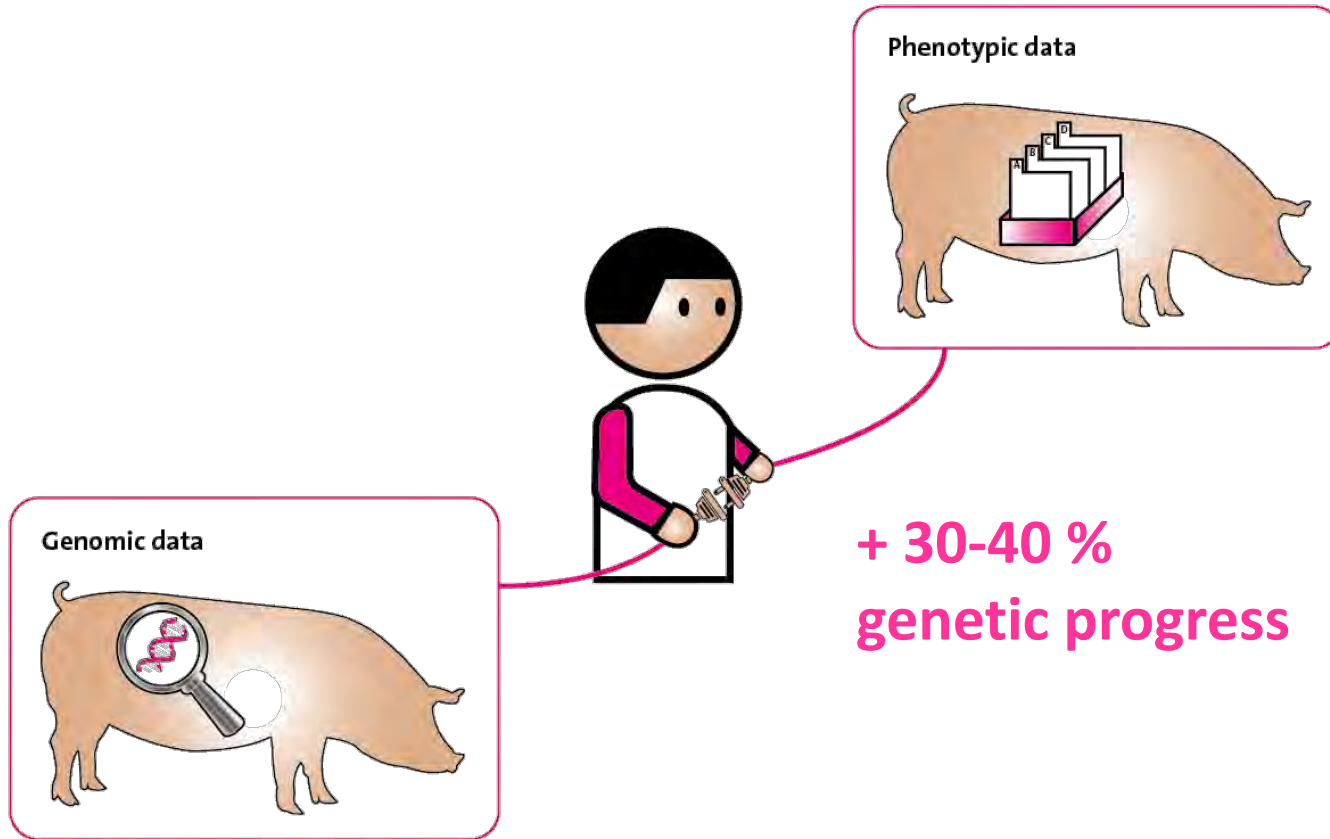 Phenotypic data
A
B
C
D
Genomic data
+ 30-40 %
genetic progress